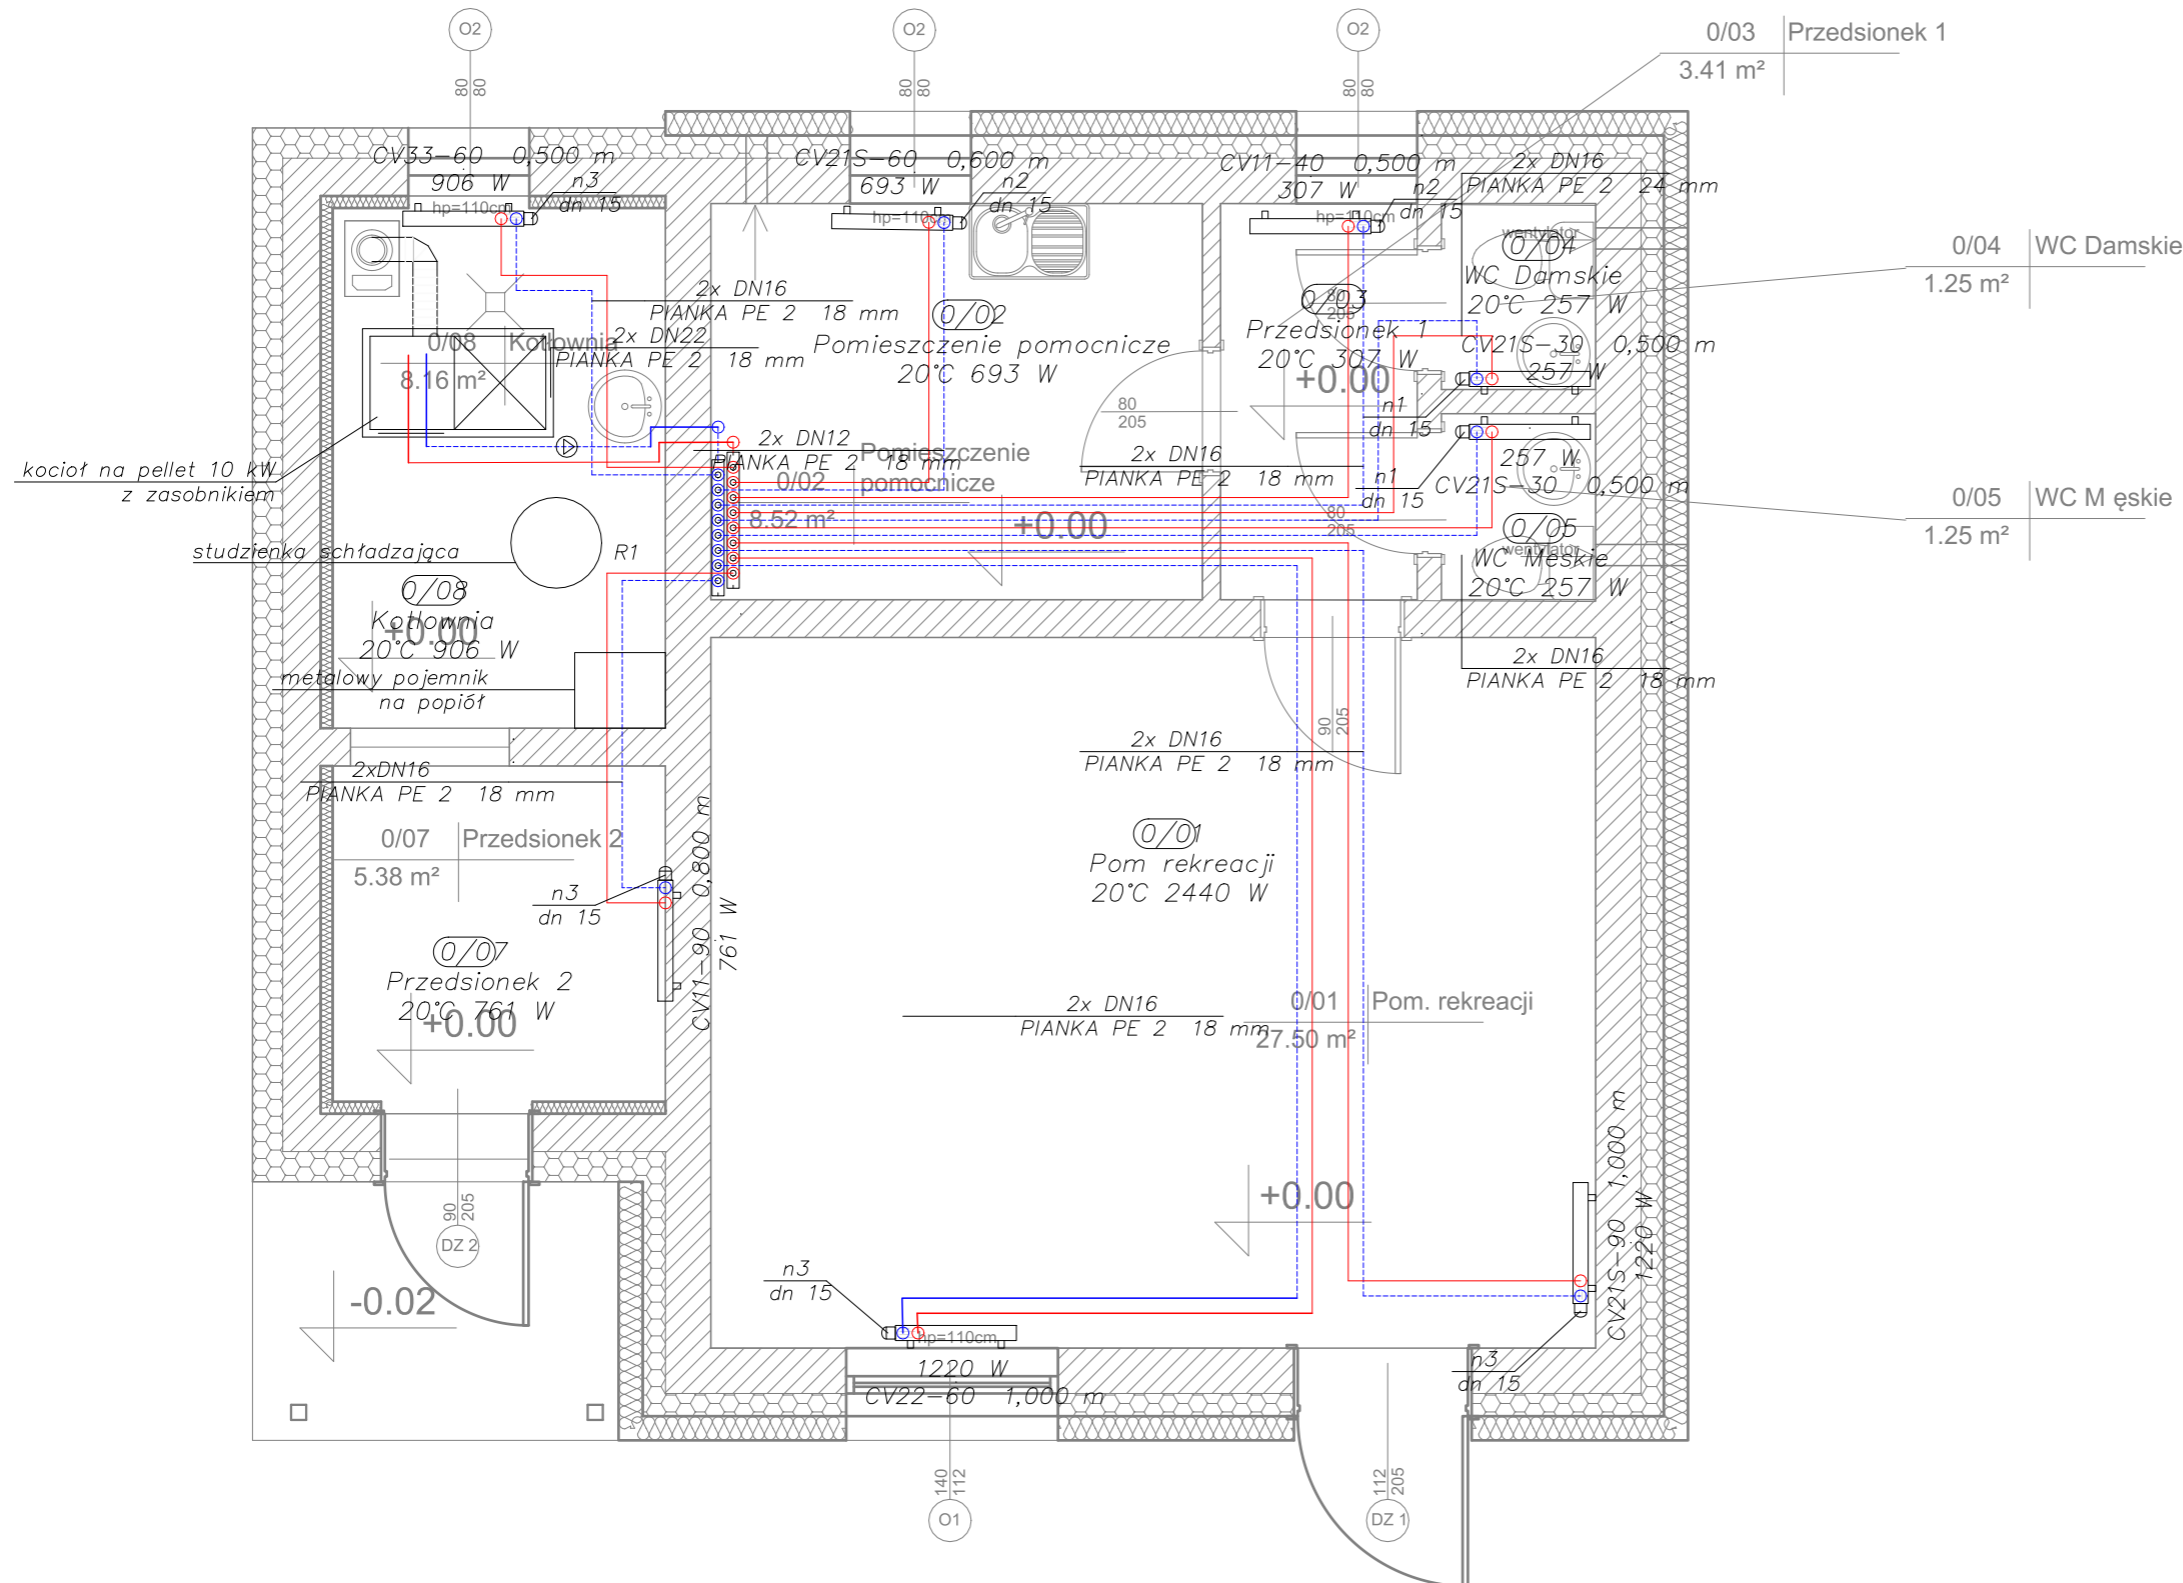 O2
O2
O2
80
80
80
80
80
80
0/03 Przedsionek 1
3.41 m²
CV33-60 0,500 m
906 W
n3
dn 15
hp=110cm
CV21S-60 0,600 m
693 W
n2
dn 15
hp=110cm
CV11-40 0,500 m
307 W
n2
dn 15
hp=110cm
2x DN16
PIANKA PE 2 24 mm
wentylator
0/04
WC Damskie
20°C 257 W
0/04 WC Damskie
1.25 m²
2x DN16
PIANKA PE 2 18 mm
2x DN22
PIANKA PE 2 18 mm
0/02
Pomieszczenie pomocnicze
20°C 693 W
0/03
80
205
Przedsionek 1
20°C 307 W
+0.00
CV21S-30 0,500 m
257 W
n1
dn 15
0/08 Kotłownia
8.16 m²
80
205
kocioł na pellet 10 kW
z zasobnikiem
2x DN12
PIANKA PE 2 18 mm
0/02 Pomieszczenie
pomocnicze
8.52 m²
+0.00
2x DN16
PIANKA PE 2 18 mm
n1
dn 15
257 W
CV21S-30 0,500 m
80
205
0/05
wentylator
WC Meskie
20°C 257 W
0/05 WC M ęskie
1.25 m²
studzienka schładzająca
R1
0/08
Kotłownia
+0.00
20°C 906 W
metalowy pojemnik
na popiół
2x DN16
PIANKA PE 2 18 mm
90
205
2x DN16
PIANKA PE 2 18 mm
2xDN16
PIANKA PE 2 18 mm
0/07 Przedsionek 2
5.38 m²
n3
dn 15
CV11-90 0,800 m
761 W
0/01
Pom rekreacji
20°C 2440 W
0/07
Przedsionek 2
20°C 761 W
+0.00
2x DN16
PIANKA PE 2 18 mm
0/01 Pom. rekreacji
27.50 m²
+0.00
CV21S-90 1,000 m
1220 W
90
205
DZ 2
-0.02
n3
dn 15
hp=110cm
1220 W
CV22-60 1,000 m
n3
dn 15
140
112
O1
112
205
DZ 1